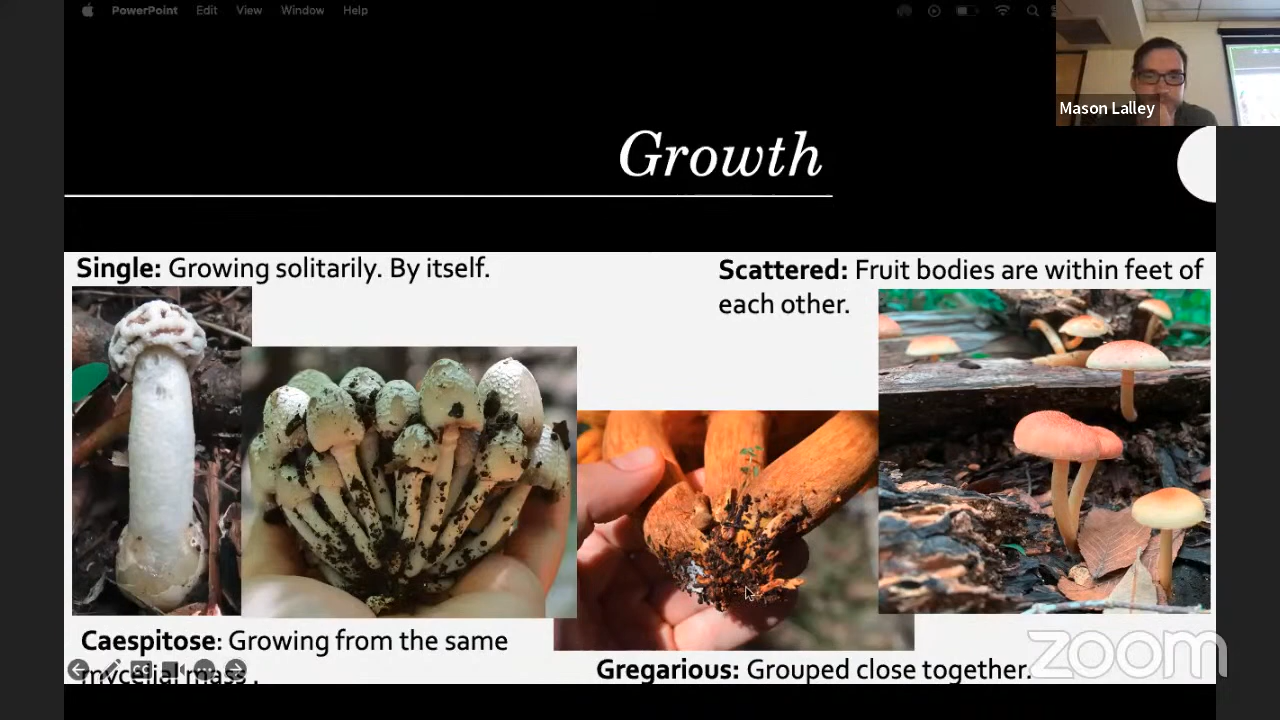 PowerPoint Edit View Window Help
Mason Lalley
Growth
Single: Growing solitarily. By itself.
Scattered: Fruit bodies are within feet of
each other.
Caespitose: Growing from the same
mycelial mass .
CC
Gregarious: Grouped close together.
zoom